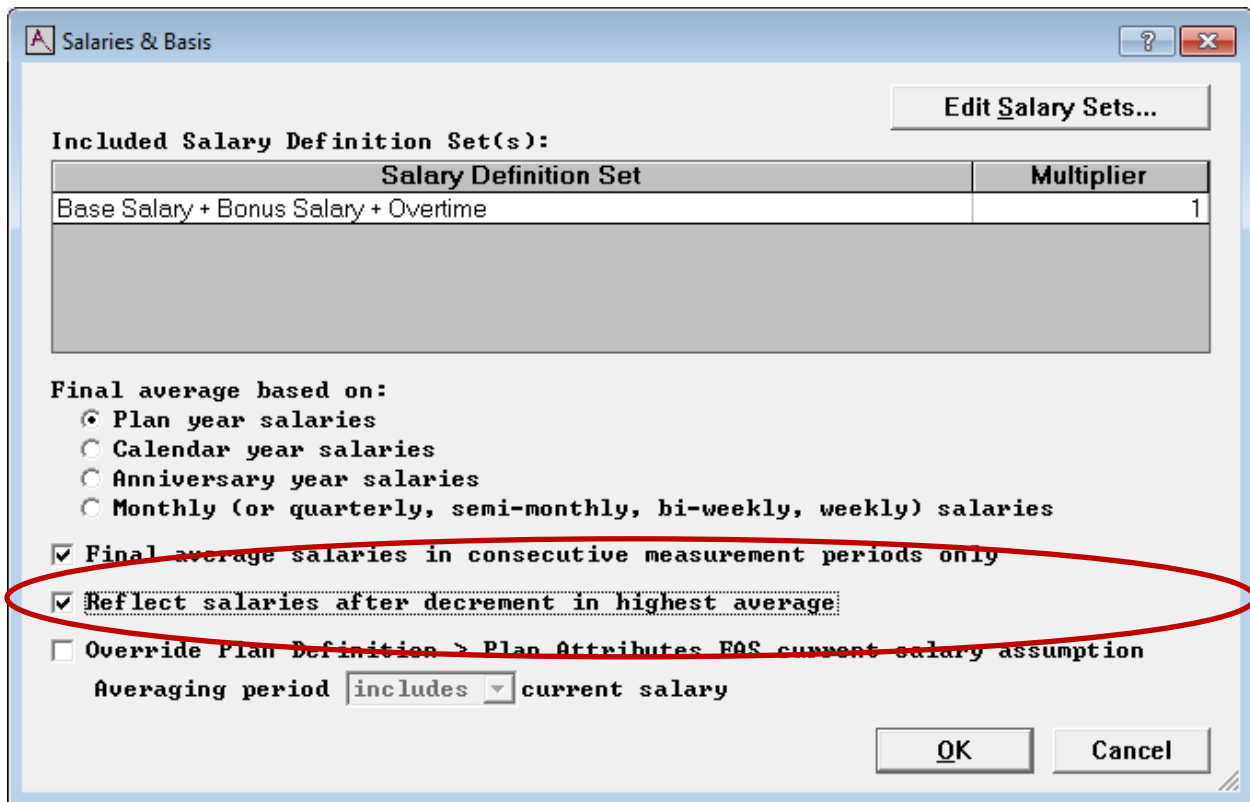 Salaries & Basis
Edit Salary Sets...
Included Salary Definition Set(s):
Salary Definition Set Multiplier
Base Salary + Bonus Salary + Overtime 1
Final average based on:
Plan year salaries
Calendar year salaries
Anniversary year salaries
Monthly (or quarterly, semi-monthly, bi-weekly, weekly) salaries
Final average salaries in consecutive measurement periods only
Reflect salaries after decrement in highest average
Override Plan Definition > Plan Attributes FAS current salary assumption
Averaging period includes current salary
OK Cancel